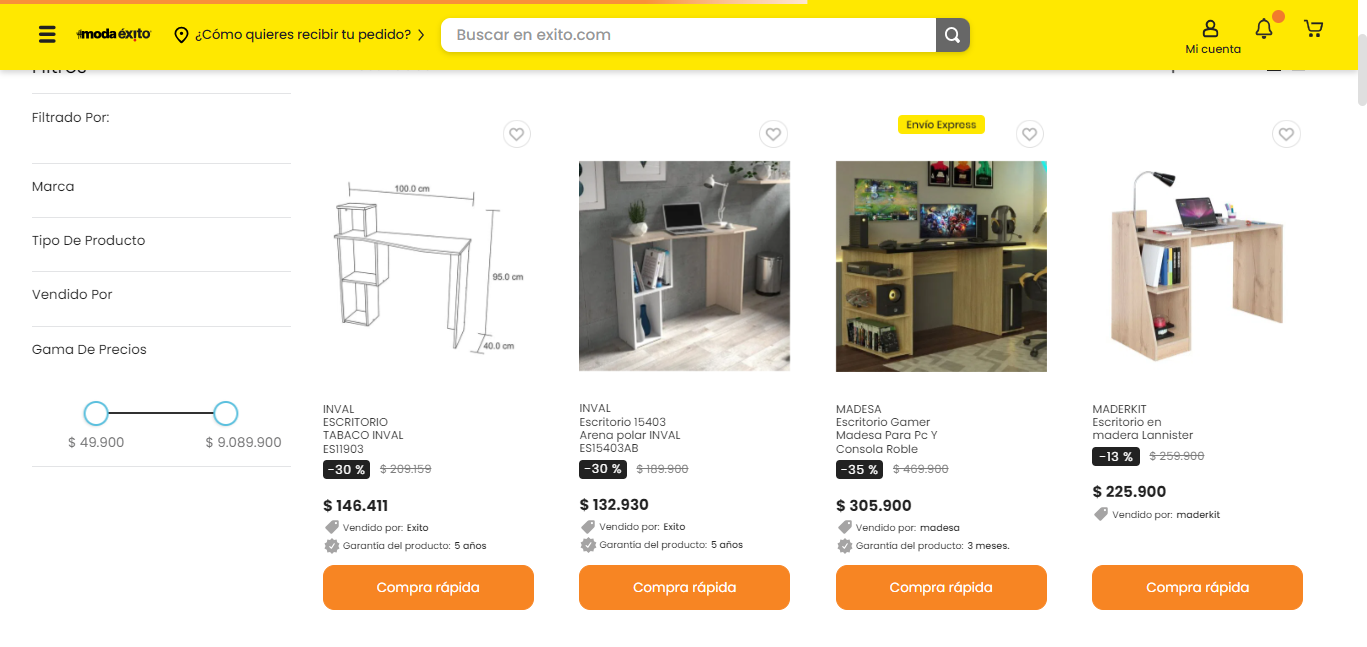 moda éxito
¿Cómo quieres recibir tu pedido?
Buscar en exito.com
Mi cuenta
Filtros
Filtrado Por:
Marca
Tipo De Producto
Vendido Por
Gama De Precios
$ 49.900
$ 9.089.900
100.0 cm
95.0 cm
40.0 cm
INVAL
ESCRITORIO
TABACO INVAL
ES11903
-30 % $ 209.159
$ 146.411
Vendido por: Exito
Garantía del producto: 5 años
Compra rápida
INVAL
Escritorio 15403
Arena polar INVAL
ES15403AB
-30 % $ 189.900
$ 132.930
Vendido por: Exito
Garantía del producto: 5 años
Compra rápida
Envío Express
MADESA
Escritorio Gamer
Madesa Para Pc Y
Consola Roble
-35 % $ 469.900
$ 305.900
Vendido por: madesa
Garantía del producto: 3 meses.
Compra rápida
MADERKIT
Escritorio en
madera Lannister
-13 % $ 259.900
$ 225.900
Vendido por: maderkit
Compra rápida